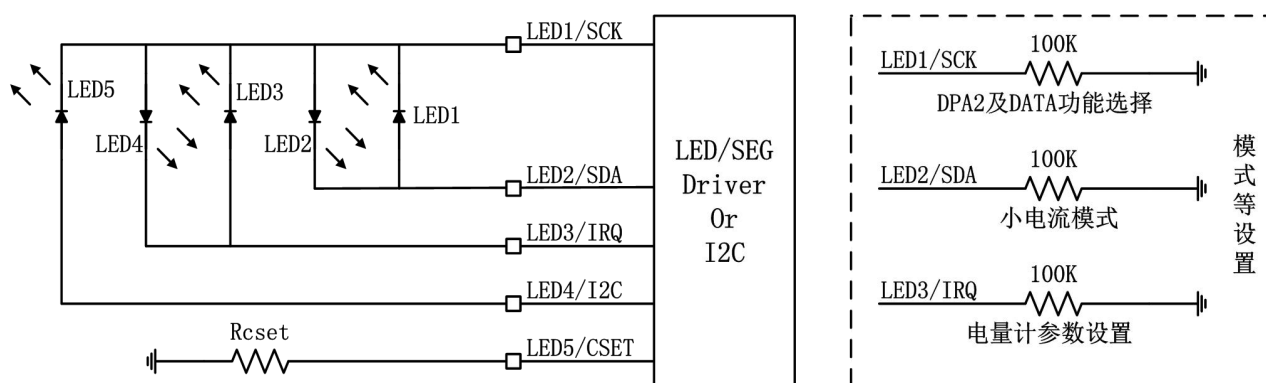 LED1/SCK
LED5
LED3
LED4
LED2
LED1
LED2/SDA
LED3/IRQ
LED4/I2C
Rcset
LED5/CSET
LED/SEG
Driver
Or
I2C
LED1/SCK
100K
DPA2及DATA功能选择
LED2/SDA
100K
小电流模式
LED3/IRQ
100K
电量计参数设置
模式等设置